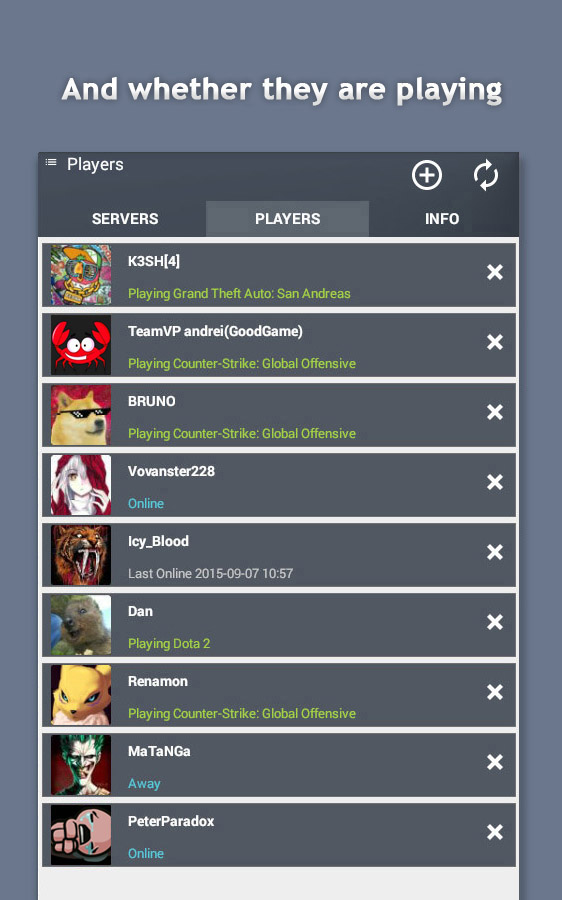 And whether they are playing
Players
SERVERS PLAYERS INFO
K3SH[4]
Playing Grand Theft Auto: San Andreas
TeamVP andrei(GoodGame)
Playing Counter-Strike: Global Offensive
BRUNO
Playing Counter-Strike: Global Offensive
Vovanster228
Online
Icy_Blood
Last Online 2015-09-07 10:57
Dan
Playing Dota 2
Renamon
Playing Counter-Strike: Global Offensive
MaTaNGa
Away
PeterParadox
Online